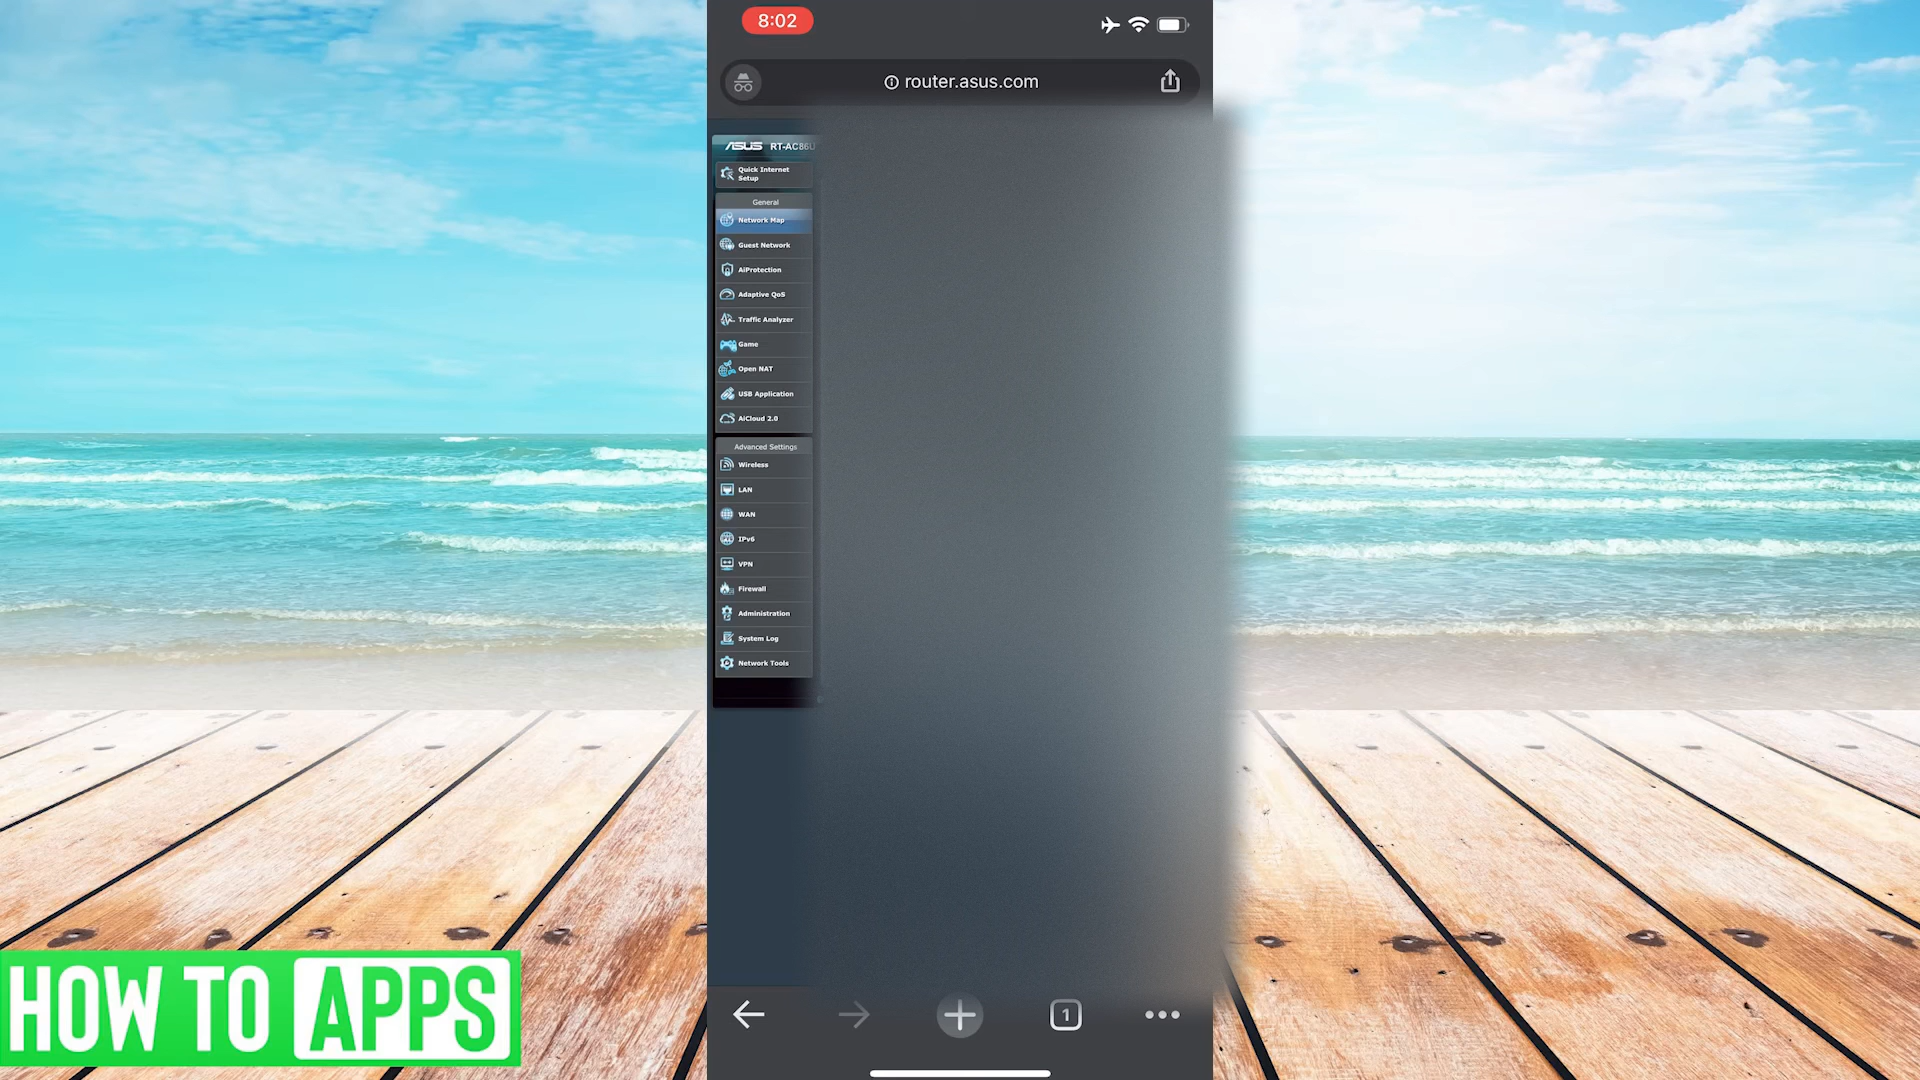 8:02
router.asus.com
ASUS RT-AC86U
Quick Internet
Setup
General
Network Map
Guest Network
AiProtection
Adaptive QoS
Traffic Analyzer
Game
Open NAT
USB Application
AiCloud 2.0
Advanced Settings
Wireless
LAN
WAN
IPv6
VPN
Firewall
Administration
System Log
Network Tools
1
HOW TO APPS